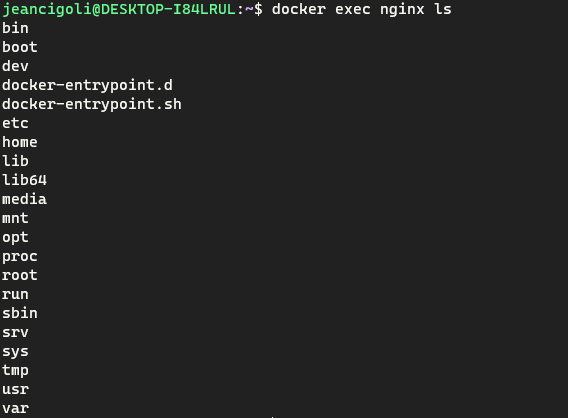 jeancigoli@DESKTOP-I84LRUL:~$ docker exec nginx ls
bin
boot
dev
docker-entrypoint.d
docker-entrypoint.sh
etc
home
lib
lib64
media
mnt
opt
proc
root
run
sbin
srv
sys
tmp
usr
var